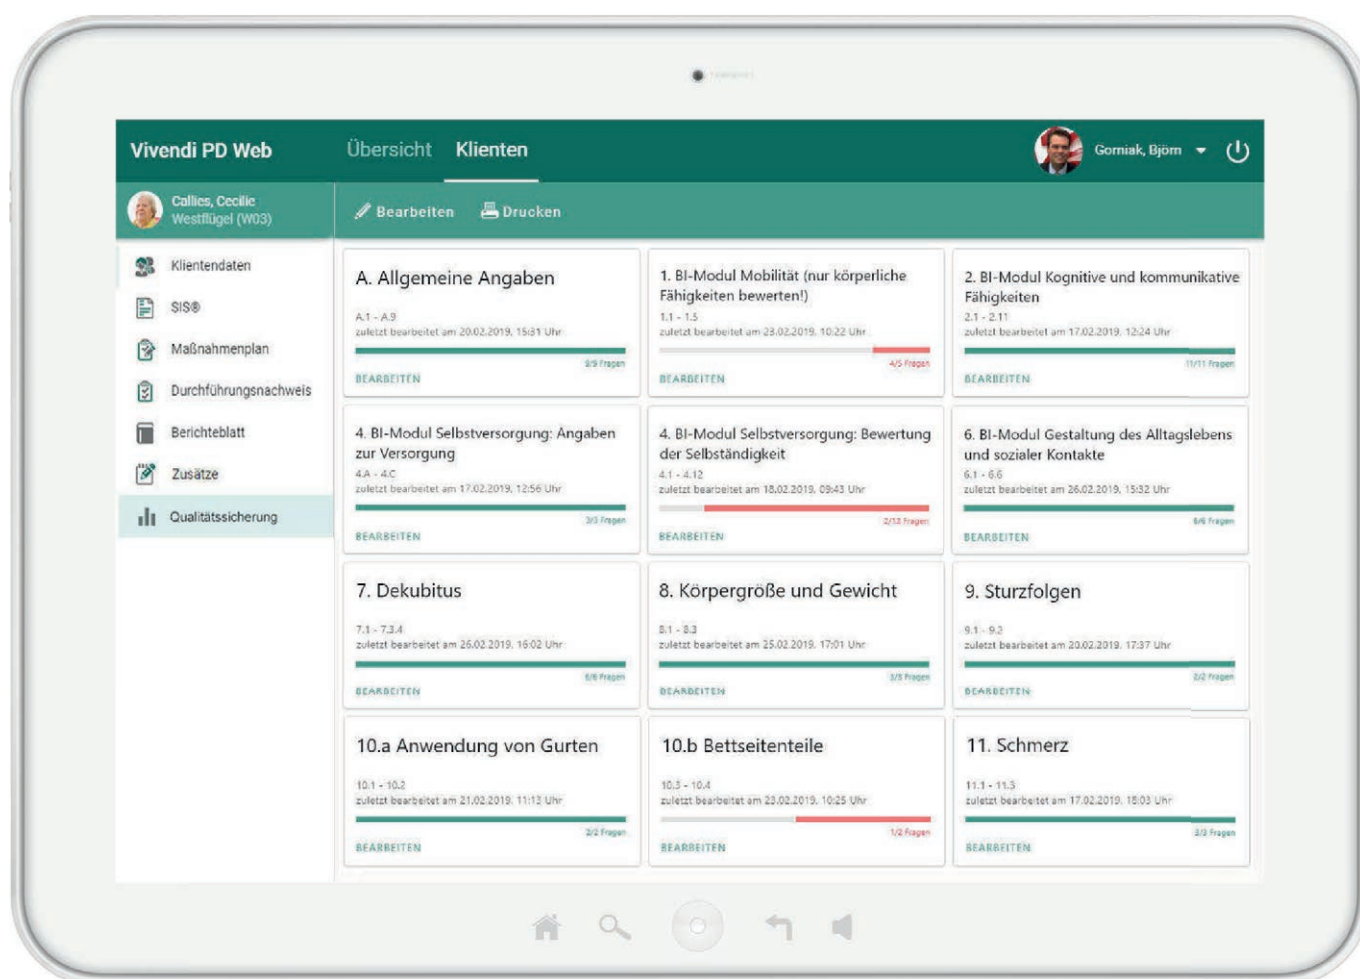 Vivendi PD Web
Übersicht
Klienten
Gorniak, Björn
Callies, Cecilie
Westflügel (W03)
Bearbeiten
Drucken
Klientendaten
SIS®
Maßnahmenplan
Durchführungsnachweis
Berichteblatt
Zusätze
Qualitätssicherung
A. Allgemeine Angaben
A.1 - A.9
zuletzt bearbeitet am 20.02.2019, 15:31 Uhr
9/9 Fragen
BEARBEITEN
1. BI-Modul Mobilität (nur körperliche
Fähigkeiten bewerten!)
1.1 - 1.5
zuletzt bearbeitet am 23.02.2019, 10:22 Uhr
4/5 Fragen
BEARBEITEN
2. BI-Modul Kognitive und kommunikative
Fähigkeiten
2.1 - 2.11
zuletzt bearbeitet am 17.02.2019, 12:24 Uhr
11/11 Fragen
BEARBEITEN
4. BI-Modul Selbstversorgung: Angaben
zur Versorgung
4.A - 4.C
zuletzt bearbeitet am 17.02.2019, 12:56 Uhr
3/3 Fragen
BEARBEITEN
4. BI-Modul Selbstversorgung: Bewertung
der Selbständigkeit
4.1 - 4.12
zuletzt bearbeitet am 18.02.2019, 09:43 Uhr
2/13 Fragen
BEARBEITEN
6. BI-Modul Gestaltung des Alltagslebens
und sozialer Kontakte
6.1 - 6.6
zuletzt bearbeitet am 26.02.2019, 15:32 Uhr
6/6 Fragen
BEARBEITEN
7. Dekubitus
7.1 - 7.3.4
zuletzt bearbeitet am 26.02.2019, 16:02 Uhr
6/6 Fragen
BEARBEITEN
8. Körpergröße und Gewicht
8.1 - 8.3
zuletzt bearbeitet am 25.02.2019, 17:01 Uhr
3/3 Fragen
BEARBEITEN
9. Sturzfolgen
9.1 - 9.2
zuletzt bearbeitet am 20.02.2019, 17:37 Uhr
2/2 Fragen
BEARBEITEN
10.a Anwendung von Gurten
10.1 - 10.2
zuletzt bearbeitet am 21.02.2019, 11:13 Uhr
2/2 Fragen
BEARBEITEN
10.b Bettseitenteile
10.3 - 10.4
zuletzt bearbeitet am 23.02.2019, 10:25 Uhr
1/2 Fragen
BEARBEITEN
11. Schmerz
11.1 - 11.3
zuletzt bearbeitet am 17.02.2019, 18:03 Uhr
3/3 Fragen
BEARBEITEN